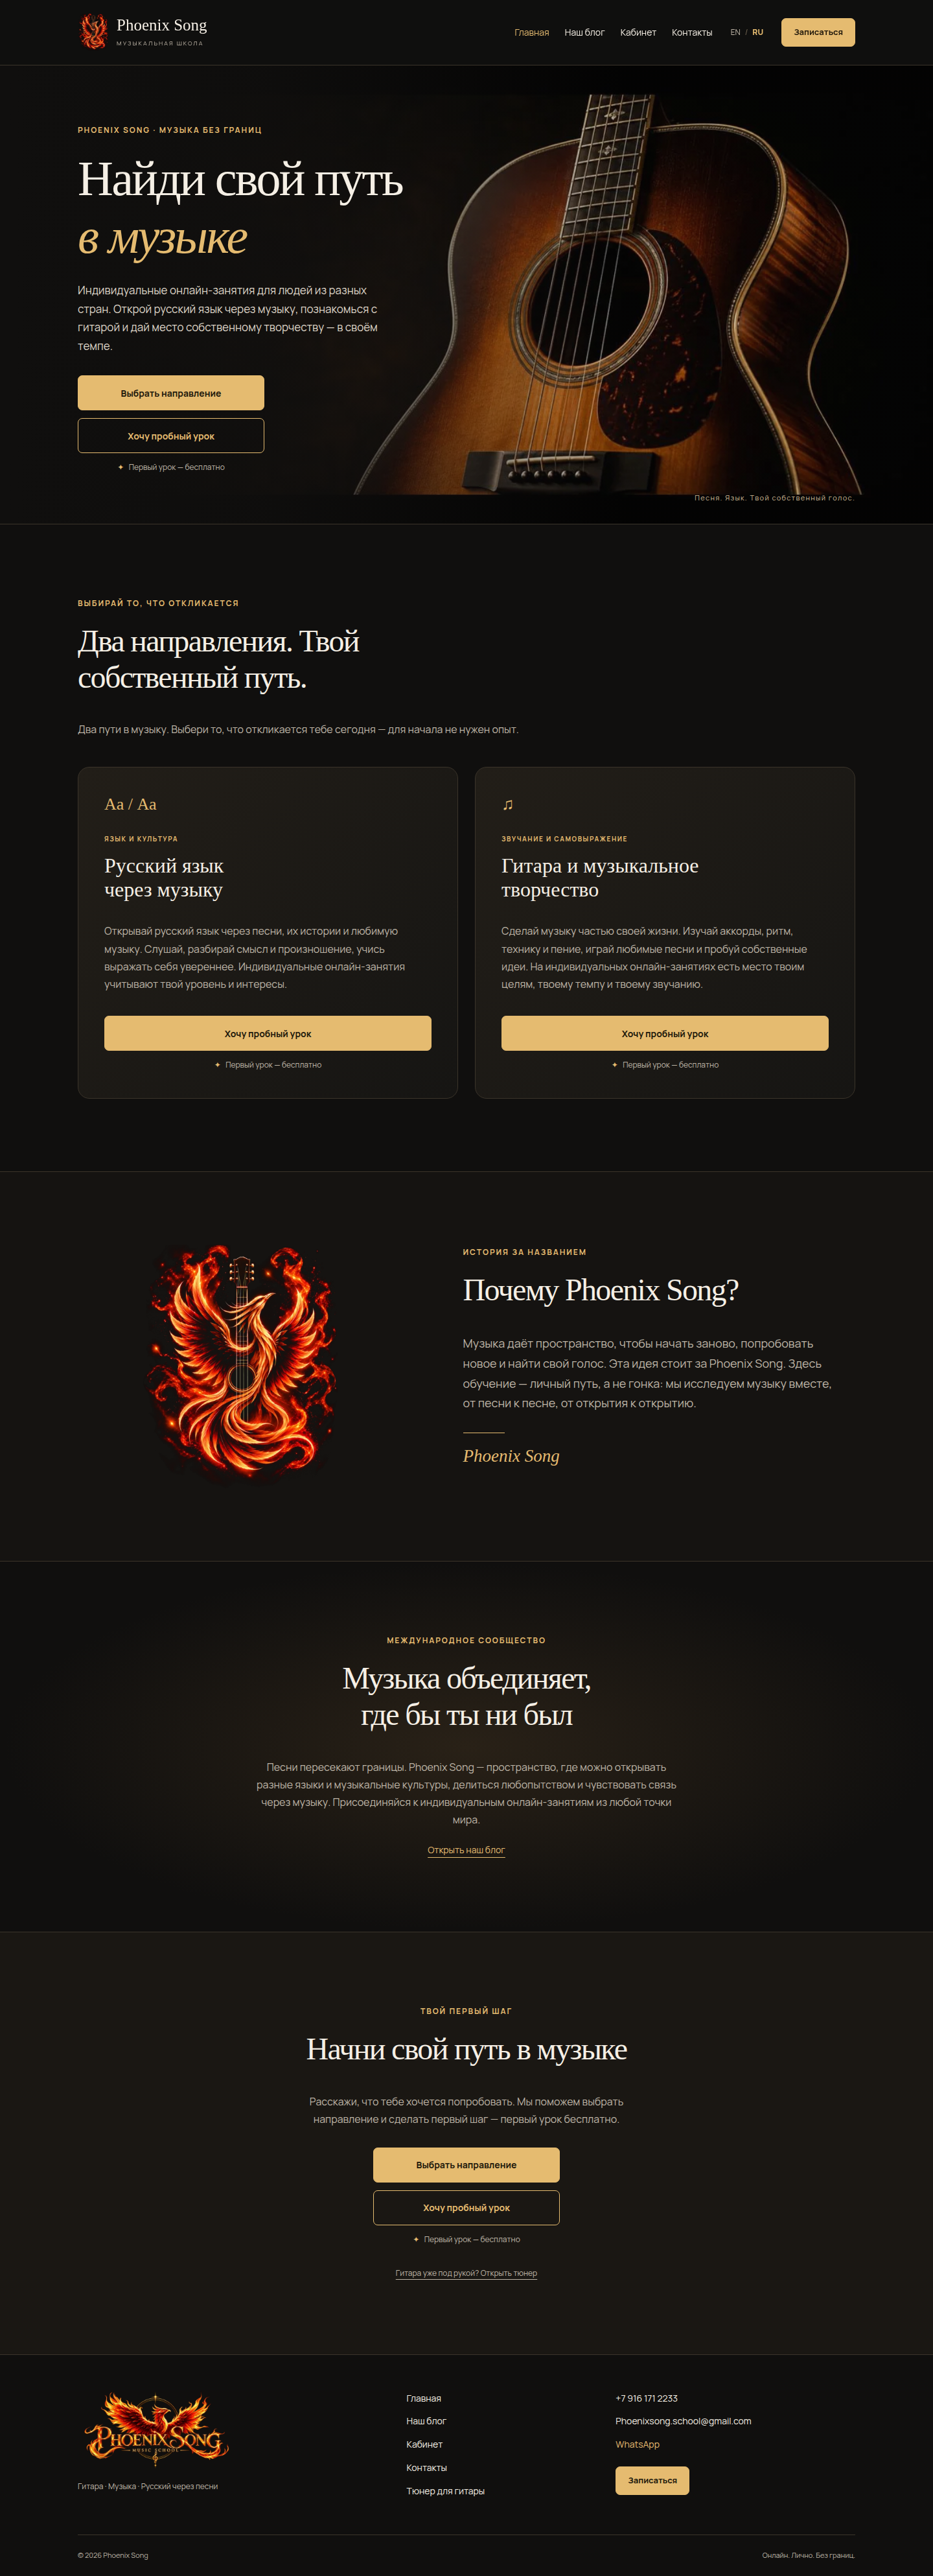 Phoenix Song
МУЗЫКАЛЬНАЯ ШКОЛА
Главная
Наш блог
Кабинет
Контакты
EN / RU
Записаться
PHOENIX SONG · МУЗЫКА БЕЗ ГРАНИЦ
Найди свой путь
в музыке
Индивидуальные онлайн-занятия для людей из разных
стран. Открой русский язык через музыку, познакомься с
гитарой и дай место собственному творчеству — в своём
темпе.
Выбрать направление
Хочу пробный урок
✦ Первый урок — бесплатно
Песня. Язык. Твой собственный голос.
ВЫБИРАЙ ТО, ЧТО ОТКЛИКАЕТСЯ
Два направления. Твой
собственный путь.
Два пути в музыку. Выбери то, что откликается тебе сегодня — для начала не нужен опыт.
Aa / Aa
ЯЗЫК И КУЛЬТУРА
Русский язык
через музыку
Открывай русский язык через песни, их истории и любимую
музыку. Слушай, разбирай смысл и произношение, учись
выражать себя увереннее. Индивидуальные онлайн-занятия
учитывают твой уровень и интересы.
Хочу пробный урок
✦ Первый урок — бесплатно
♫
ЗВУЧАНИЕ И САМОВЫРАЖЕНИЕ
Гитара и музыкальное
творчество
Сделай музыку частью своей жизни. Изучай аккорды, ритм,
технику и пение, играй любимые песни и пробуй собственные
идеи. На индивидуальных онлайн-занятиях есть место твоим
целям, твоему темпу и твоему звучанию.
Хочу пробный урок
✦ Первый урок — бесплатно
ИСТОРИЯ ЗА НАЗВАНИЕМ
Почему Phoenix Song?
Музыка даёт пространство, чтобы начать заново, попробовать
новое и найти свой голос. Эта идея стоит за Phoenix Song. Здесь
обучение — личный путь, а не гонка: мы исследуем музыку вместе,
от песни к песне, от открытия к открытию.
Phoenix Song
МЕЖДУНАРОДНОЕ СООБЩЕСТВО
Музыка объединяет,
где бы ты ни был
Песни пересекают границы. Phoenix Song — пространство, где можно открывать
разные языки и музыкальные культуры, делиться любопытством и чувствовать связь
через музыку. Присоединяйся к индивидуальным онлайн-занятиям из любой точки
мира.
Открыть наш блог
ТВОЙ ПЕРВЫЙ ШАГ
Начни свой путь в музыке
Расскажи, что тебе хочется попробовать. Мы поможем выбрать
направление и сделать первый шаг — первый урок бесплатно.
Выбрать направление
Хочу пробный урок
✦ Первый урок — бесплатно
Гитара уже под рукой? Открыть тюнер
PHOENIX SONG
MUSIC SCHOOL
Гитара · Музыка · Русский через песни
Главная
Наш блог
Кабинет
Контакты
Тюнер для гитары
+7 916 171 2233
Phoenixsong.school@gmail.com
WhatsApp
Записаться
© 2026 Phoenix Song
Онлайн. Лично. Без границ.